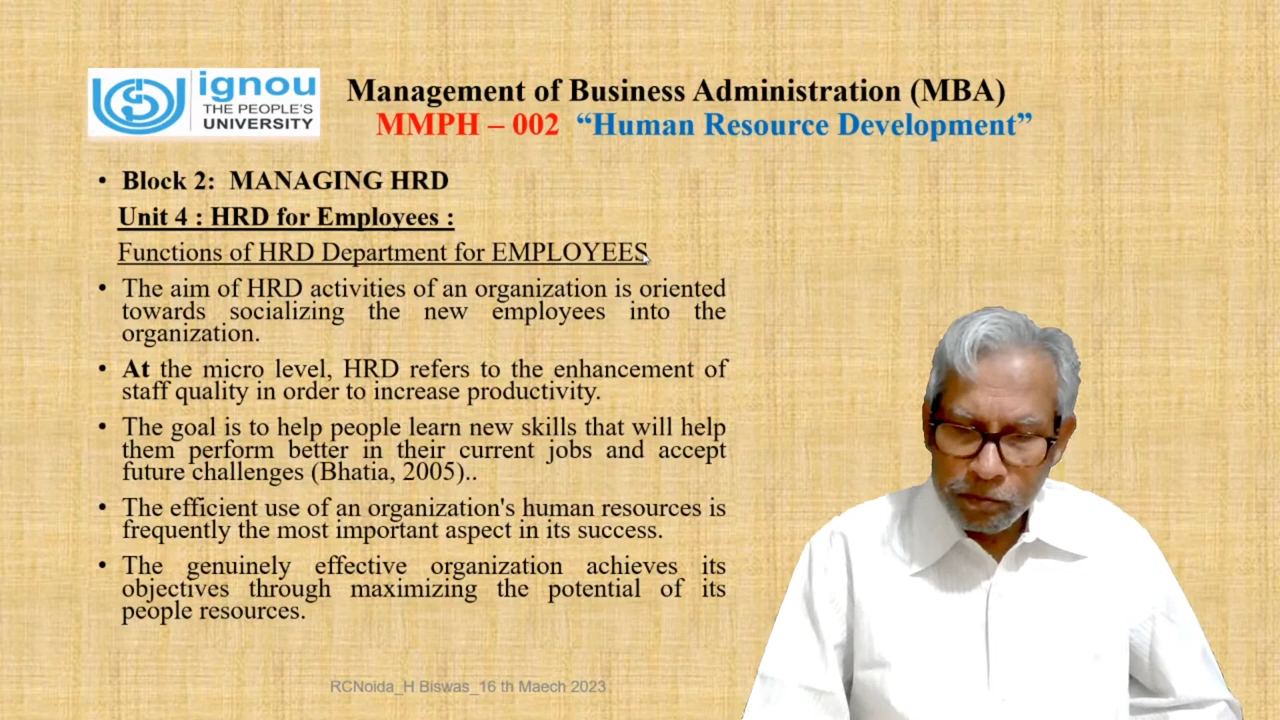 ignou
THE PEOPLE'S
UNIVERSITY
Management of Business Administration (MBA)
MMPH – 002 “Human Resource Development”
• Block 2: MANAGING HRD
Unit 4 : HRD for Employees :
Functions of HRD Department for EMPLOYEES
• The aim of HRD activities of an organization is oriented
towards socializing the new employees into the
organization.
• At the micro level, HRD refers to the enhancement of
staff quality in order to increase productivity.
• The goal is to help people learn new skills that will help
them perform better in their current jobs and accept
future challenges (Bhatia, 2005)..
• The efficient use of an organization's human resources is
frequently the most important aspect in its success.
• The genuinely effective organization achieves its
objectives through maximizing the potential of its
people resources.
RCNoida_H Biswas_16 th Maech 2023